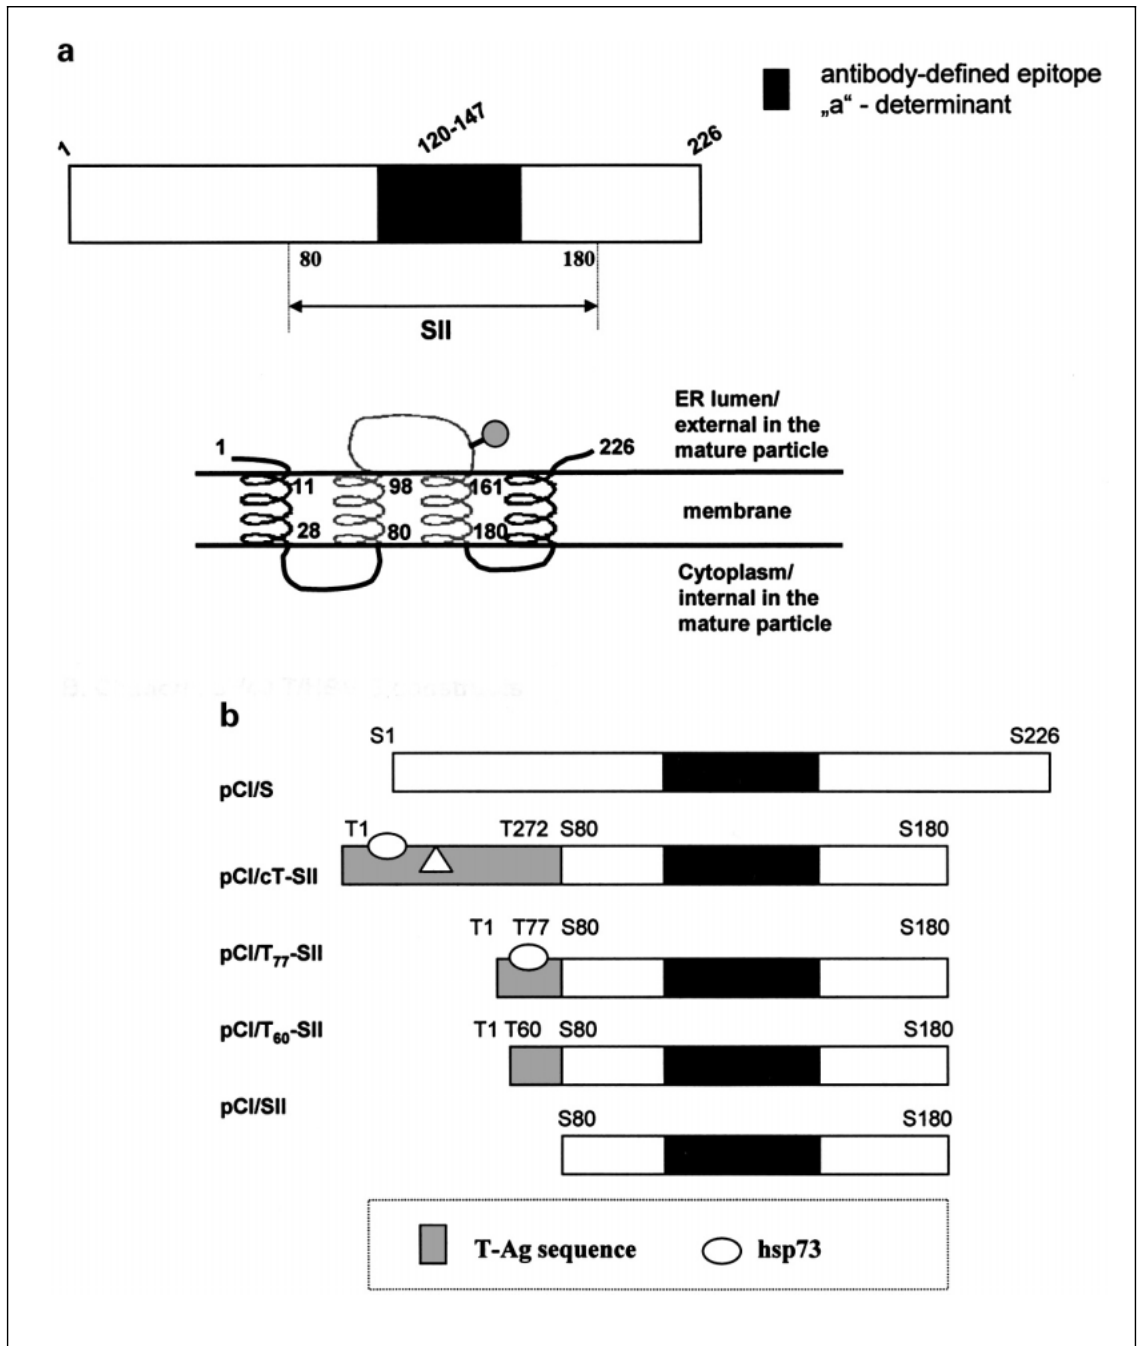 a
antibody-defined epitope
„a“ - determinant
1
120-147
226
80
180
SII
ER lumen/
external in the
mature particle
1
226
11
98
161
membrane
28
80
180
Cytoplasm/
internal in the
mature particle
b
S1
S226
pCI/S
T1
T272
S80
S180
pCI/cT-SII
T1
T77
S80
S180
pCI/T₇₇-SII
pCI/T₆₀-SII
T1
T60
S80
S180
pCI/SII
S80
S180
T-Ag sequence
hsp73